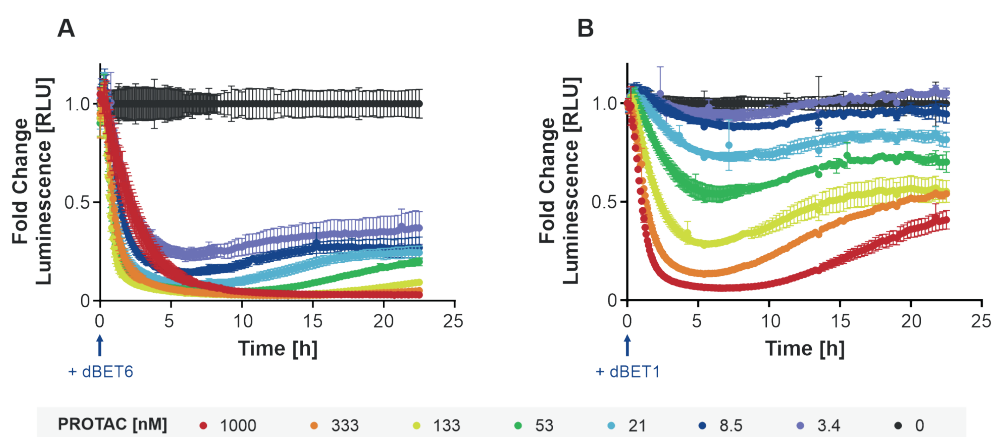 A
Fold Change
Luminescence [RLU]
1.0
0.5
0
0 5 10 15 20 25
Time [h]
+ dBET6
B
Fold Change
Luminescence [RLU]
1.0
0.5
0
0 5 10 15 20 25
Time [h]
+ dBET1
PROTAC [nM] 1000 333 133 53 21 8.5 3.4 0